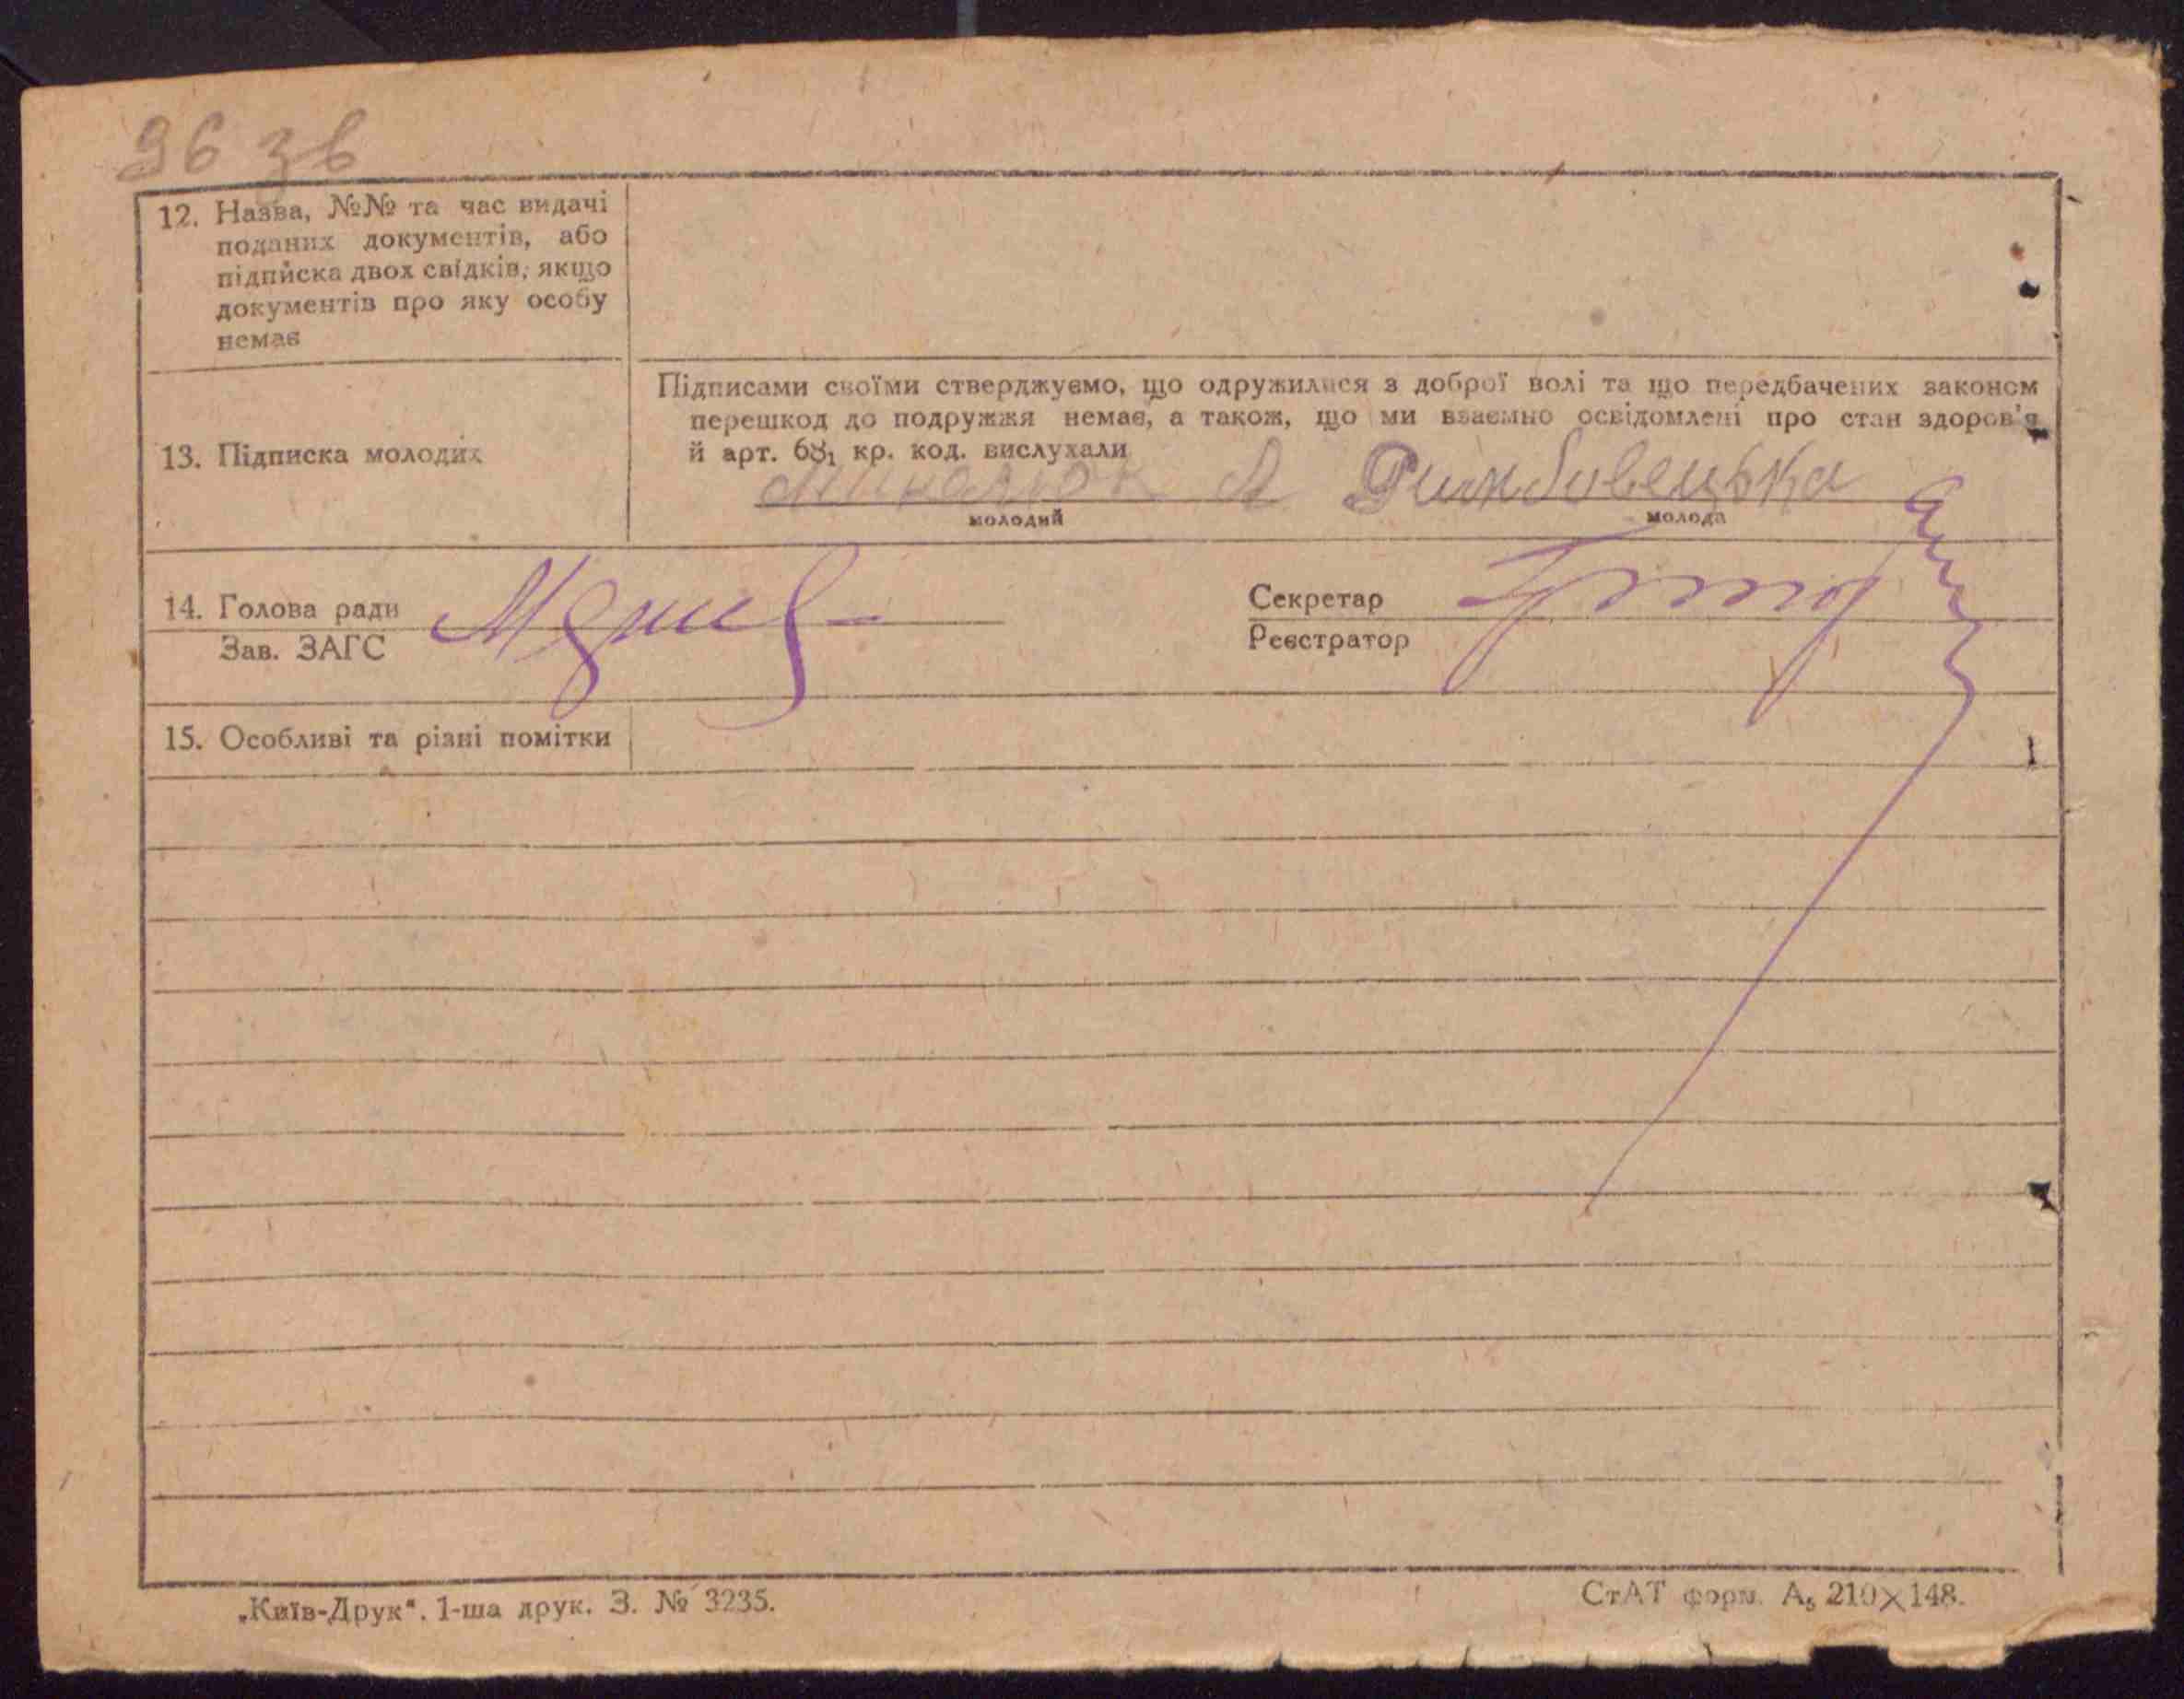 96 зв
12. Назва, №№ та час видачі
поданих документів, або
підписка двох свідків, якщо
документів про яку особу
немає
13. Підписка молодих
Підписами своїми стверджуємо, що одружилися з доброї волі та що передбачених законом
перешкод до подружжя немає, а також, що ми взаємно освідомлені про стан здоров'я
й арт. 68₁ кр. код. вислухали
Миколюк А
молодий
молода
14. Голова ради
Зав. ЗАГС
Секретар
Реєстратор
15. Особливі та різні помітки
„Київ-Друк". 1-ша друк. З. № 3235.
СтАТ форм. А₅ 210×148.